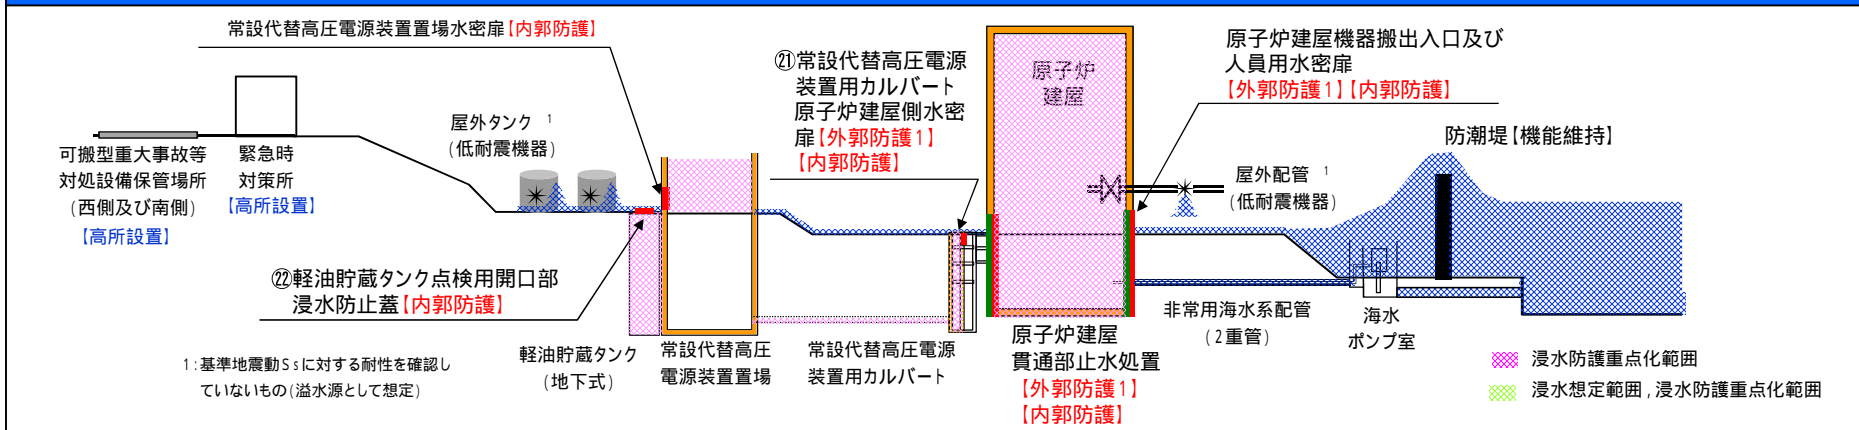 常設代替高圧電源装置置場水密扉【内郭防護】
㉑常設代替高圧電源
装置用カルバート
原子炉建屋側水密
扉【外郭防護1】
【内郭防護】
原子炉
建屋
原子炉建屋機器搬出入口及び
人員用水密扉
【外郭防護1】【内郭防護】
防潮堤【機能維持】
屋外タンク 1
(低耐震機器)
可搬型重大事故等
対処設備保管場所
(西側及び南側)
【高所設置】
緊急時
対策所
【高所設置】
屋外配管 1
(低耐震機器)
㉒軽油貯蔵タンク点検用開口部
浸水防止蓋【内郭防護】
非常用海水系配管
(2重管)
海水
ポンプ室
軽油貯蔵タンク
(地下式)
常設代替高圧
電源装置置場
常設代替高圧電源
装置用カルバート
原子炉建屋
貫通部止水処置
【外郭防護1】
【内郭防護】
1:基準地震動Ssに対する耐性を確認し
ていないもの(溢水源として想定)
浸水防護重点化範囲
浸水想定範囲,浸水防護重点化範囲